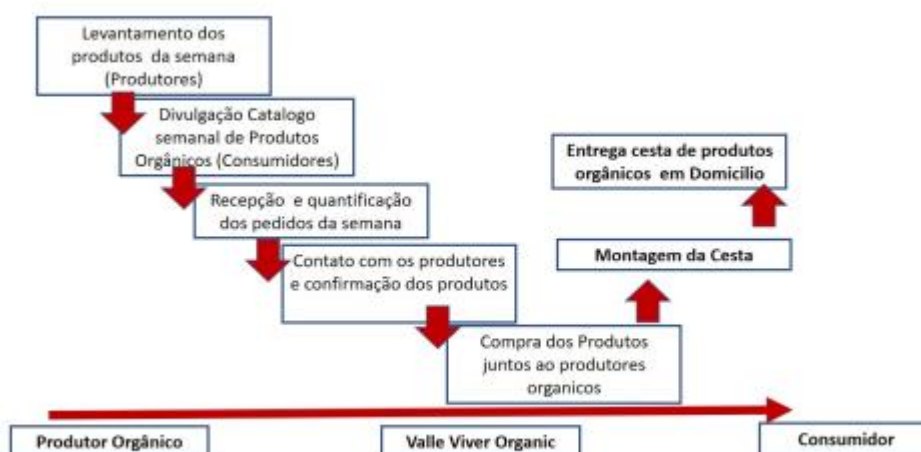 Levantamento dos
produtos da semana
(Produtores)
Divulgação Catalogo
semanal de Produtos
Orgânicos (Consumidores)
Recepção e quantificação
dos pedidos da semana
Contato com os produtores
e confirmação dos produtos
Compra dos Produtos
juntos ao produtores
organicos
Montagem da Cesta
Entrega cesta de produtos
orgânicos em Domicilio
Produtor Orgânico
Valle Viver Organic
Consumidor